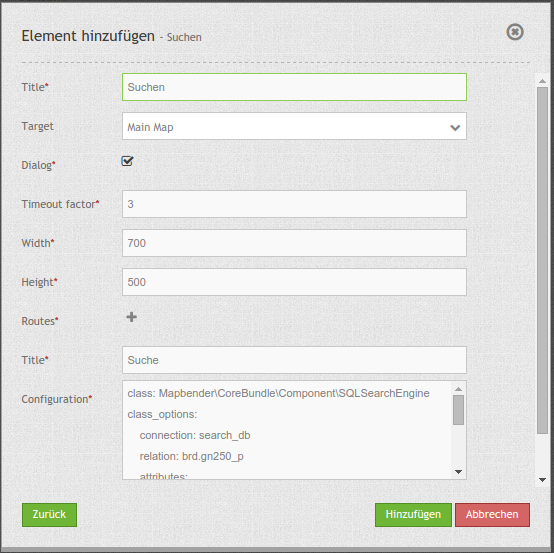 Element hinzufügen - Suchen
Title* Suchen
Target Main Map
Dialog*
Timeout factor* 3
Width* 700
Height* 500
Routes* +
Title* Suche
Configuration* class: Mapbender\CoreBundle\Component\SQLSearchEngine
class_options:
connection: search_db
relation: brd.gn250_p
attributes:
Zurück Hinzufügen Abbrechen